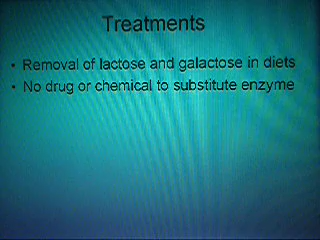 Treatments
• Removal of lactose and galactose in diets
• No drug or chemical to substitute enzyme